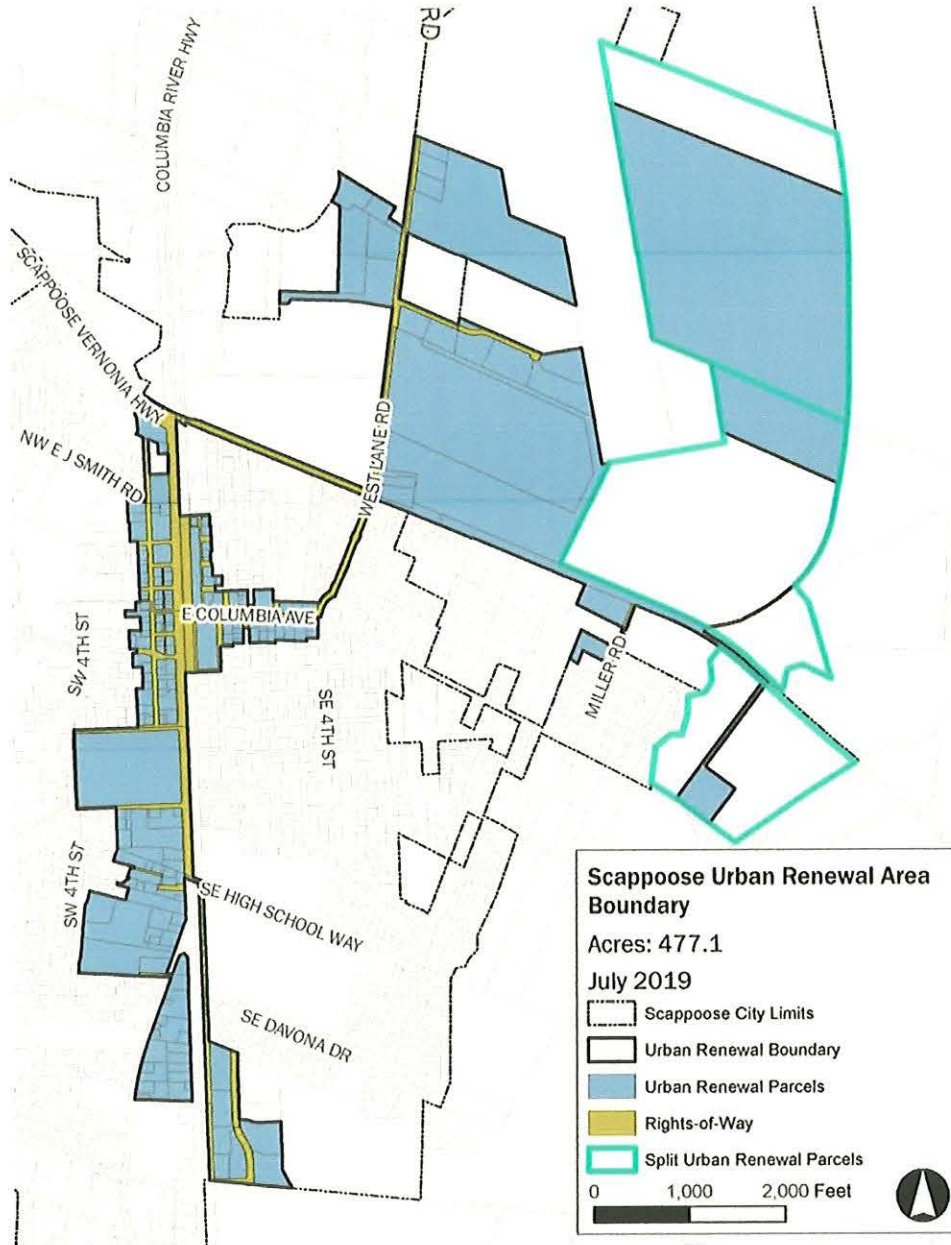 RD
COLUMBIA RIVER HWY
SCAPPOOSE VERNONIA HWY
NW E J SMITH RD
WEST LANE RD
E COLUMBIA AVE
SW 4TH ST
SE 4TH ST
MILLER RD
SW 4TH ST
SE HIGH SCHOOL WAY
SE DAVONA DR
Scappoose Urban Renewal Area
Boundary
Acres: 477.1
July 2019
Scappoose City Limits
Urban Renewal Boundary
Urban Renewal Parcels
Rights-of-Way
Split Urban Renewal Parcels
0 1,000 2,000 Feet